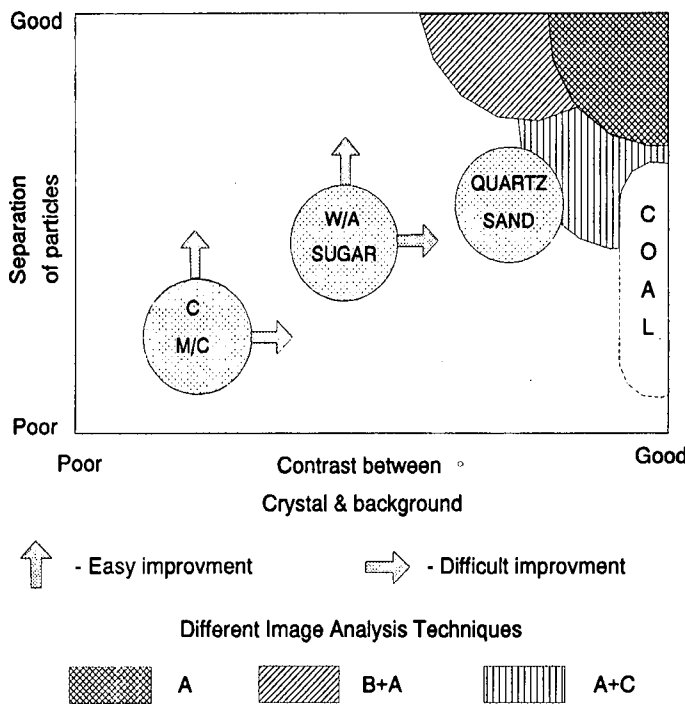 Good
Separation
of particles
Poor
QUARTZ
SAND
W/A
SUGAR
C
M/C
C
O
A
L
Poor
Contrast between
Good
Crystal & background
- Easy improvment
- Difficult improvment
Different Image Analysis Techniques
A
B+A
A+C